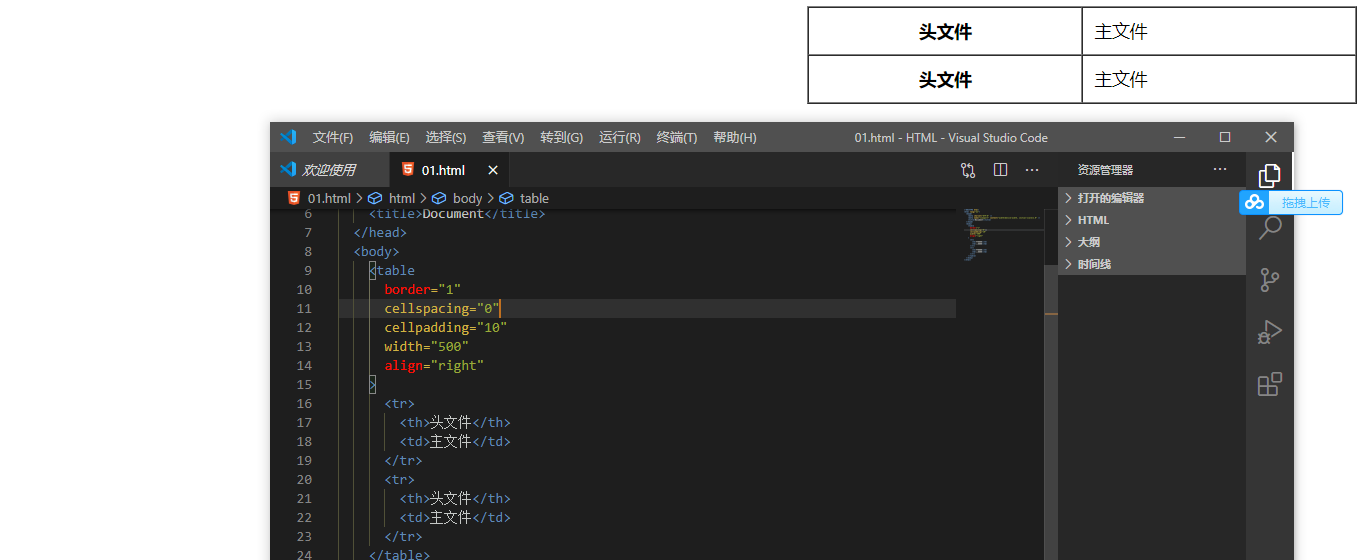 头文件 主文件
头文件 主文件
文件(F) 编辑(E) 选择(S) 查看(V) 转到(G) 运行(R) 终端(T) 帮助(H) 01.html - HTML - Visual Studio Code
欢迎使用 01.html 资源管理器
01.html html body table
打开的编辑器
拖拽上传
HTML
大纲
时间线
6 <title>Document</title>
7 </head>
8 <body>
9 <table
10 border="1"
11 cellspacing="0"
12 cellpadding="10"
13 width="500"
14 align="right"
15 >
16 <tr>
17 <th>头文件</th>
18 <td>主文件</td>
19 </tr>
20 <tr>
21 <th>头文件</th>
22 <td>主文件</td>
23 </tr>
24 </table>